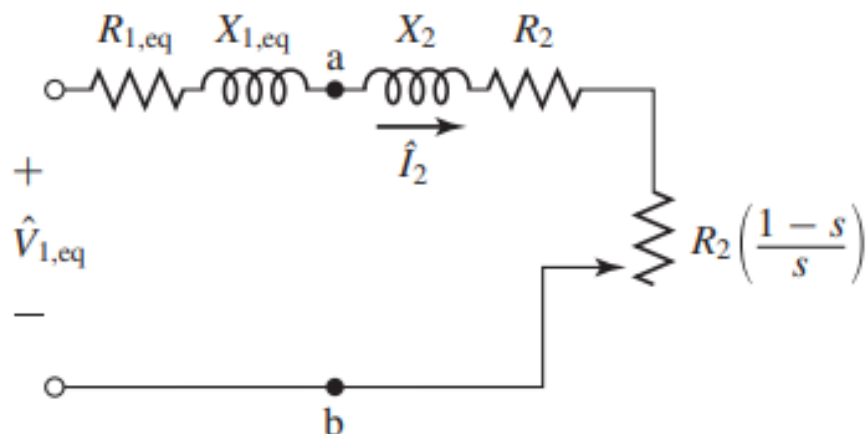 R₁,eq X₁,eq X₂ R₂
a
Î₂
+
V̂₁,eq
−
R₂((1 − s)/s)
b